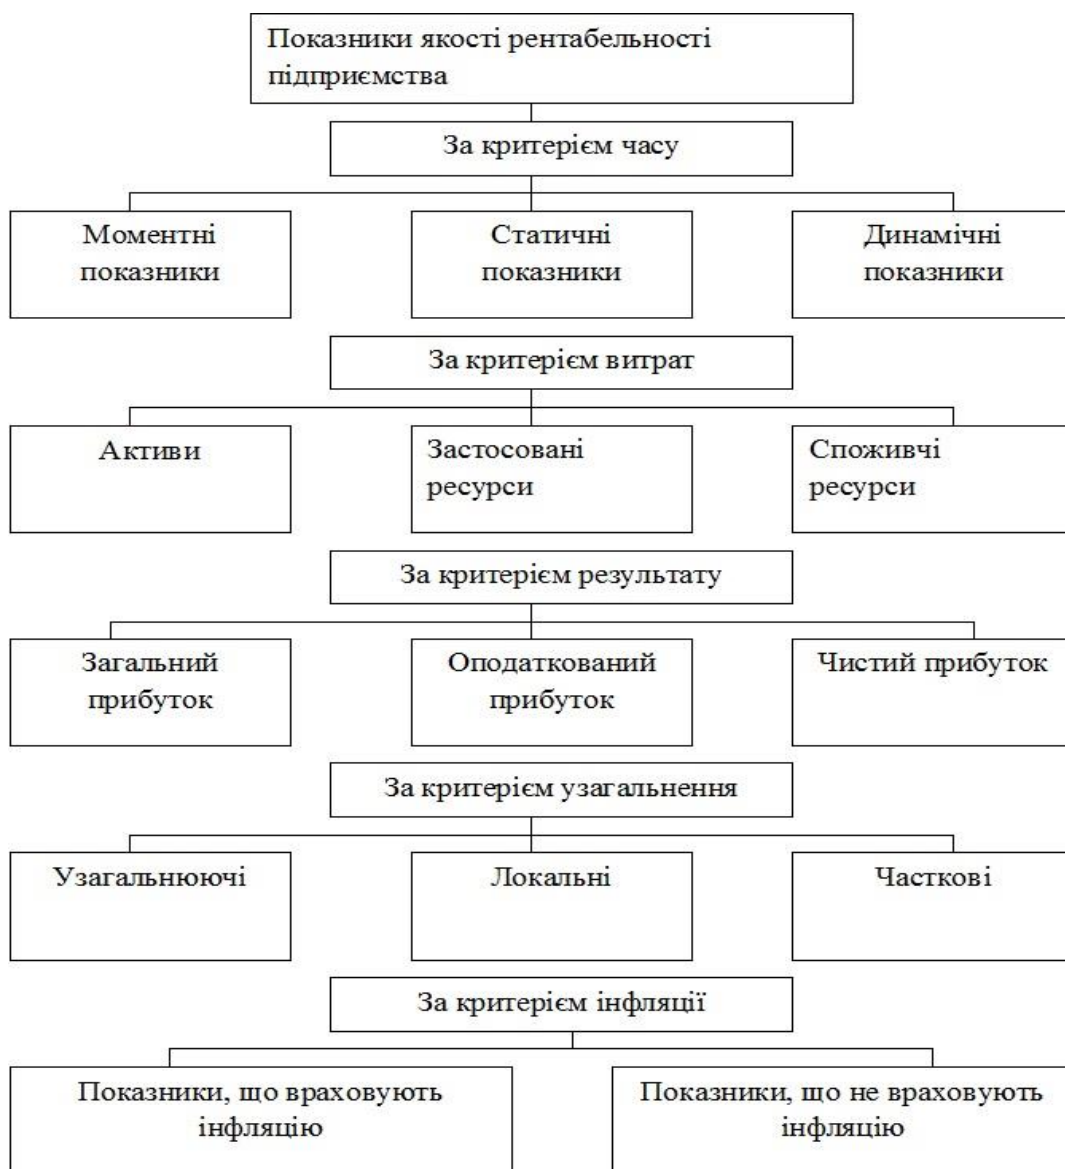 Показники якості рентабельності
підприємства
За критерієм часу
Моментні
показники
Статичні
показники
Динамічні
показники
За критерієм витрат
Активи
Застосовані
ресурси
Споживчі
ресурси
За критерієм результату
Загальний
прибуток
Оподаткований
прибуток
Чистий прибуток
За критерієм узагальнення
Узагальнюючі
Локальні
Часткові
За критерієм інфляції
Показники, що враховують
інфляцію
Показники, що не враховують
інфляцію